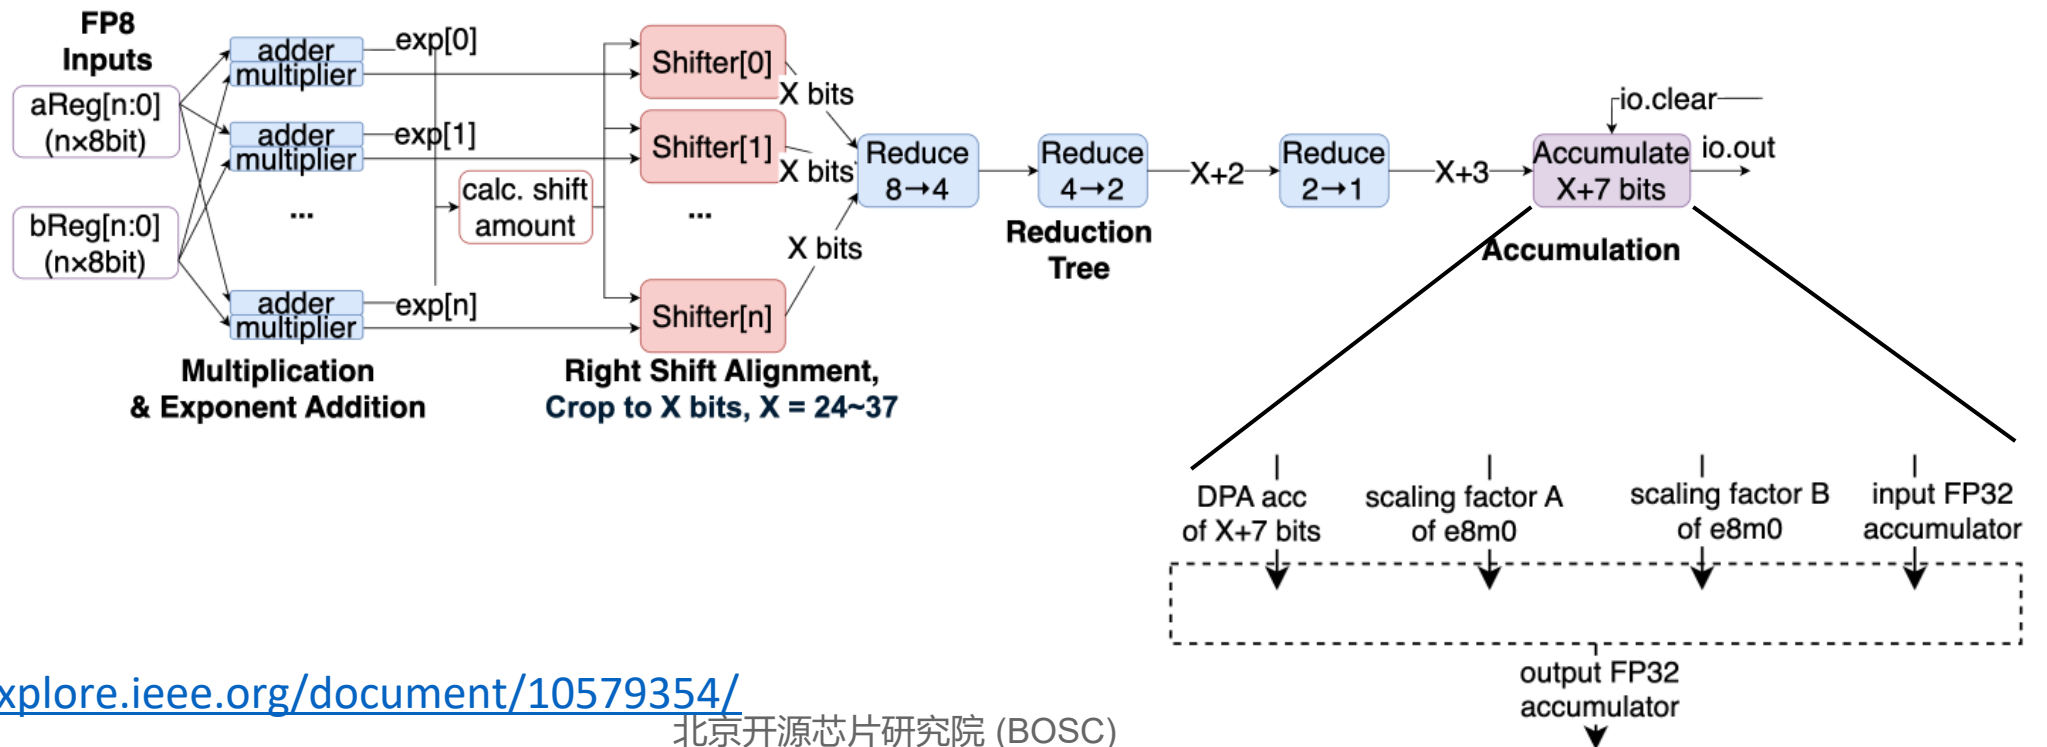 FP8
Inputs
aReg[n:0]
(n×8bit)
bReg[n:0]
(n×8bit)
adder
multiplier
exp[0]
adder
multiplier
exp[1]
...
adder
multiplier
exp[n]
Multiplication
& Exponent Addition
calc. shift
amount
Shifter[0]
Shifter[1]
...
Shifter[n]
Right Shift Alignment,
Crop to X bits, X = 24~37
X bits
X bits
X bits
Reduce
8→4
Reduce
4→2
Reduction
Tree
X+2
Reduce
2→1
X+3
io.clear
Accumulate
X+7 bits
io.out
Accumulation
DPA acc
of X+7 bits
scaling factor A
of e8m0
scaling factor B
of e8m0
input FP32
accumulator
output FP32
accumulator
xplore.ieee.org/document/10579354/
北京开源芯片研究院 (BOSC)